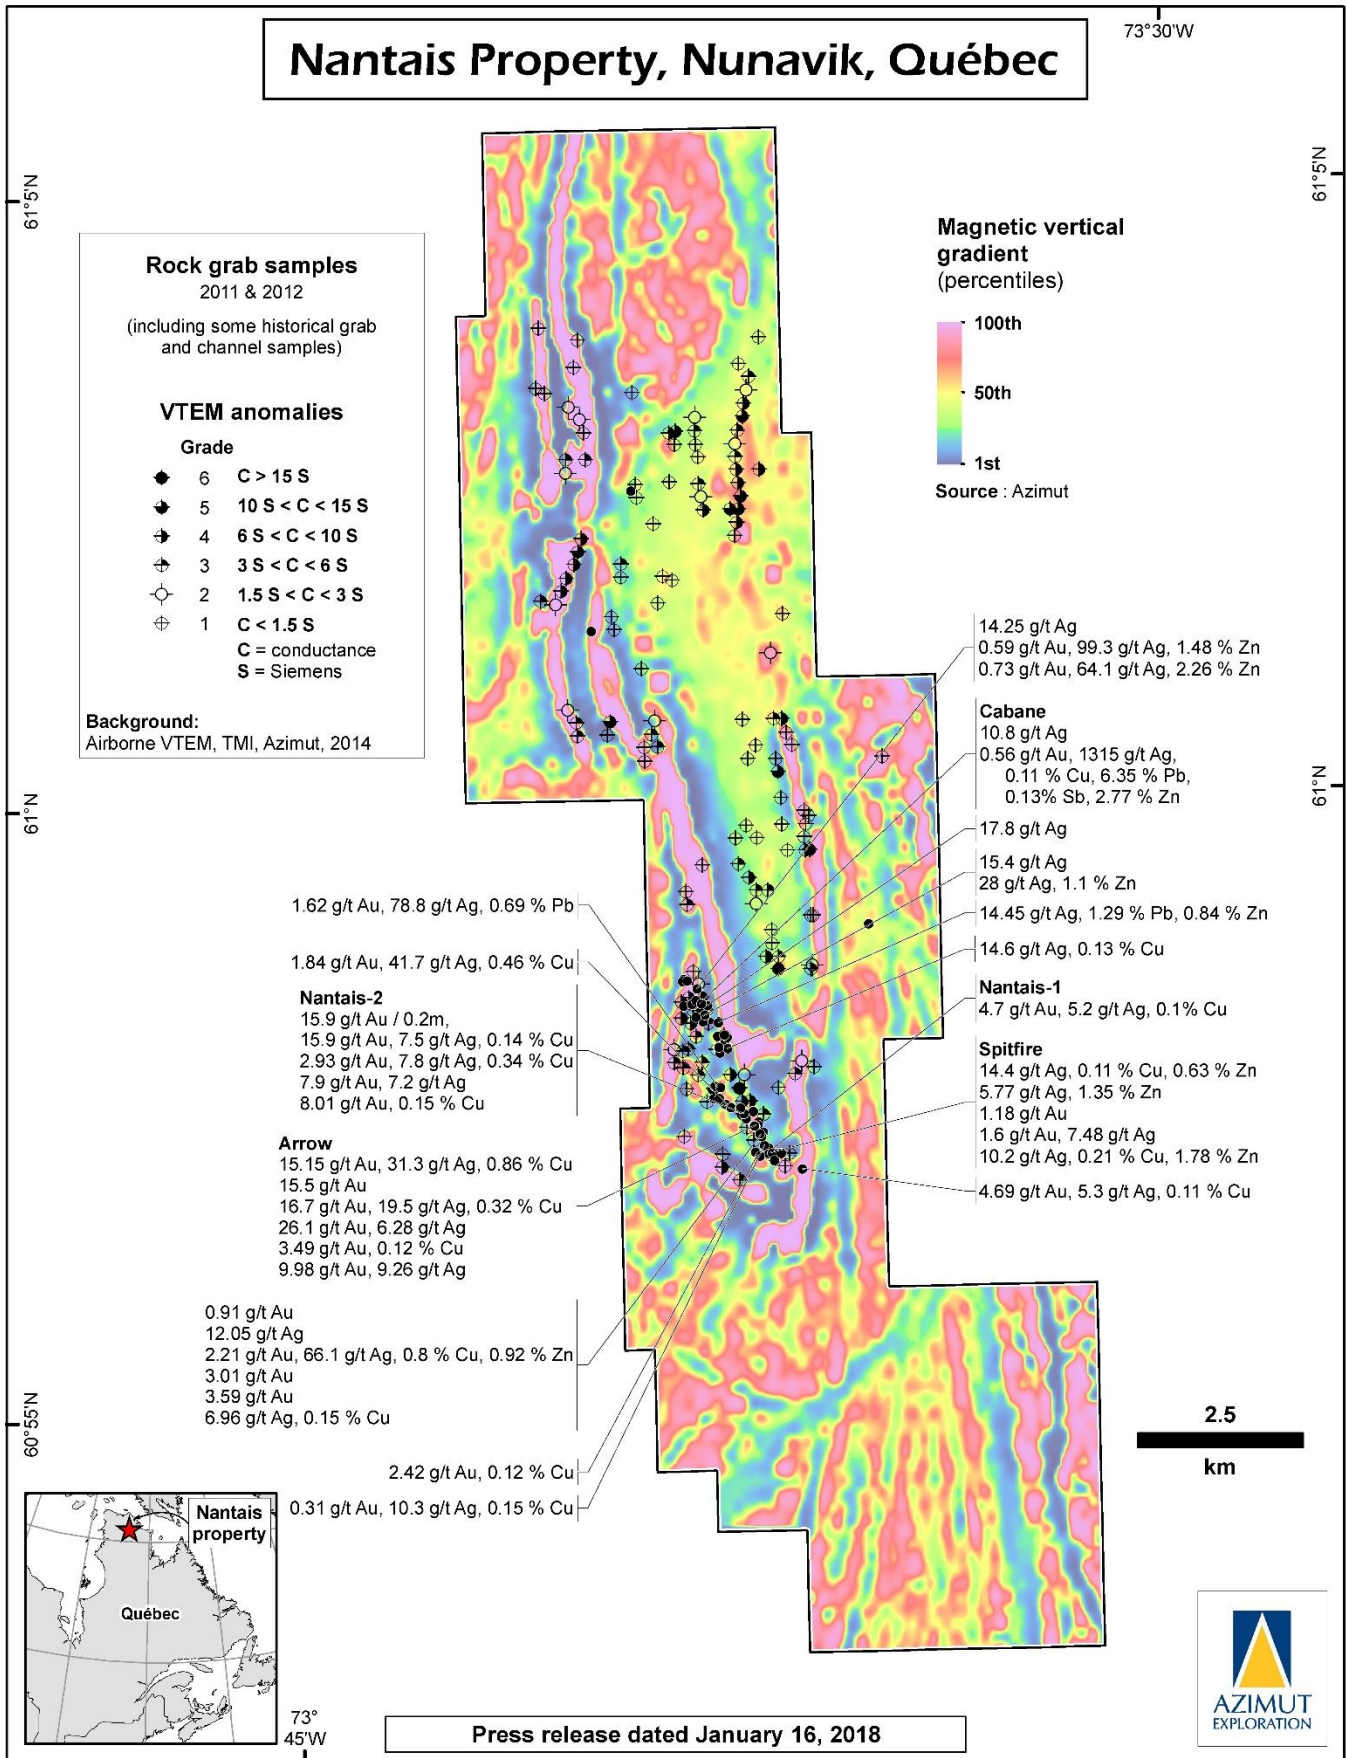 73°30'W
Nantais Property, Nunavik, Québec
61°5'N
61°5'N
Rock grab samples
2011 & 2012
(including some historical grab
and channel samples)
VTEM anomalies
Grade
6 C > 15 S
5 10 S < C < 15 S
4 6 S < C < 10 S
3 3 S < C < 6 S
2 1.5 S < C < 3 S
1 C < 1.5 S
C = conductance
S = Siemens
Background:
Airborne VTEM, TMI, Azimut, 2014
Magnetic vertical
gradient
(percentiles)
100th
50th
1st
Source : Azimut
14.25 g/t Ag
0.59 g/t Au, 99.3 g/t Ag, 1.48 % Zn
0.73 g/t Au, 64.1 g/t Ag, 2.26 % Zn
Cabane
10.8 g/t Ag
0.56 g/t Au, 1315 g/t Ag,
0.11 % Cu, 6.35 % Pb,
0.13% Sb, 2.77 % Zn
61°N
61°N
17.8 g/t Ag
15.4 g/t Ag
28 g/t Ag, 1.1 % Zn
14.45 g/t Ag, 1.29 % Pb, 0.84 % Zn
14.6 g/t Ag, 0.13 % Cu
Nantais-1
4.7 g/t Au, 5.2 g/t Ag, 0.1% Cu
Spitfire
14.4 g/t Ag, 0.11 % Cu, 0.63 % Zn
5.77 g/t Ag, 1.35 % Zn
1.18 g/t Au
1.6 g/t Au, 7.48 g/t Ag
10.2 g/t Ag, 0.21 % Cu, 1.78 % Zn
4.69 g/t Au, 5.3 g/t Ag, 0.11 % Cu
1.62 g/t Au, 78.8 g/t Ag, 0.69 % Pb
1.84 g/t Au, 41.7 g/t Ag, 0.46 % Cu
Nantais-2
15.9 g/t Au / 0.2m,
15.9 g/t Au, 7.5 g/t Ag, 0.14 % Cu
2.93 g/t Au, 7.8 g/t Ag, 0.34 % Cu
7.9 g/t Au, 7.2 g/t Ag
8.01 g/t Au, 0.15 % Cu
Arrow
15.15 g/t Au, 31.3 g/t Ag, 0.86 % Cu
15.5 g/t Au
16.7 g/t Au, 19.5 g/t Ag, 0.32 % Cu
26.1 g/t Au, 6.28 g/t Ag
3.49 g/t Au, 0.12 % Cu
9.98 g/t Au, 9.26 g/t Ag
0.91 g/t Au
12.05 g/t Ag
2.21 g/t Au, 66.1 g/t Ag, 0.8 % Cu, 0.92 % Zn
3.01 g/t Au
3.59 g/t Au
6.96 g/t Ag, 0.15 % Cu
2.42 g/t Au, 0.12 % Cu
0.31 g/t Au, 10.3 g/t Ag, 0.15 % Cu
60°55'N
2.5
km
Nantais
property
Québec
73°
45'W
Press release dated January 16, 2018
AZIMUT
EXPLORATION